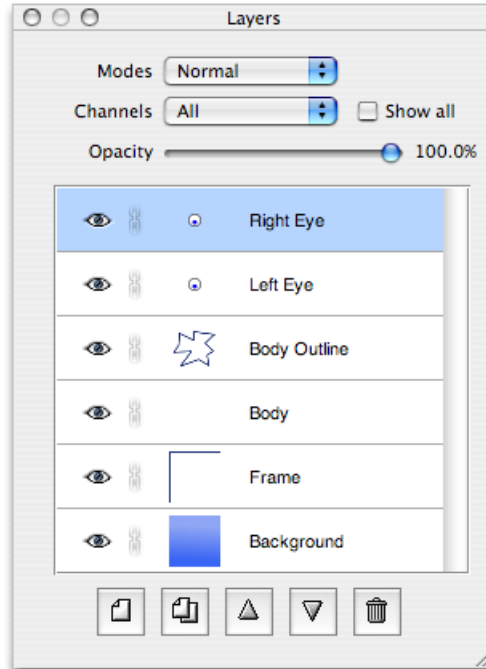 Layers
Modes Normal
Channels All Show all
Opacity 100.0%
Right Eye
Left Eye
Body Outline
Body
Frame
Background